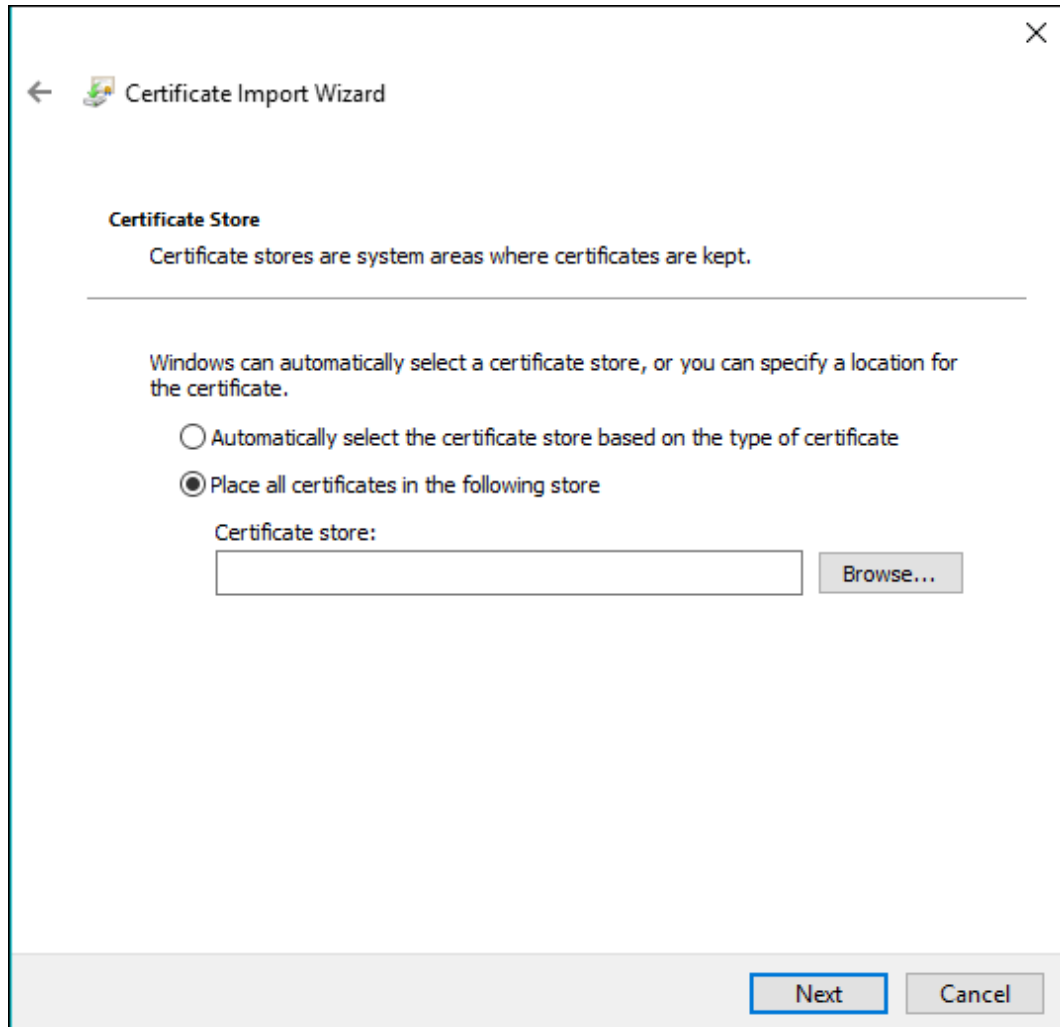 Certificate Import Wizard
Certificate Store
Certificate stores are system areas where certificates are kept.
Windows can automatically select a certificate store, or you can specify a location for
the certificate.
Automatically select the certificate store based on the type of certificate
Place all certificates in the following store
Certificate store:
Browse...
Next
Cancel